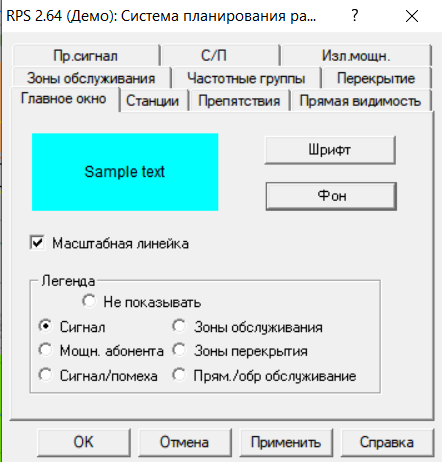 RPS 2.64 (Демо): Система планирования ра...
?
Пр.сигнал С/П Изл.мощн.
Зоны обслуживания Частотные группы Перекрытие
Главное окно Станции Препятствия Прямая видимость
Sample text
Шрифт
Фон
Масштабная линейка
Легенда
Не показывать
Сигнал Зоны обслуживания
Мощн. абонента Зоны перекрытия
Сигнал/помеха Прям./обр обслуживание
OK Отмена Применить Справка